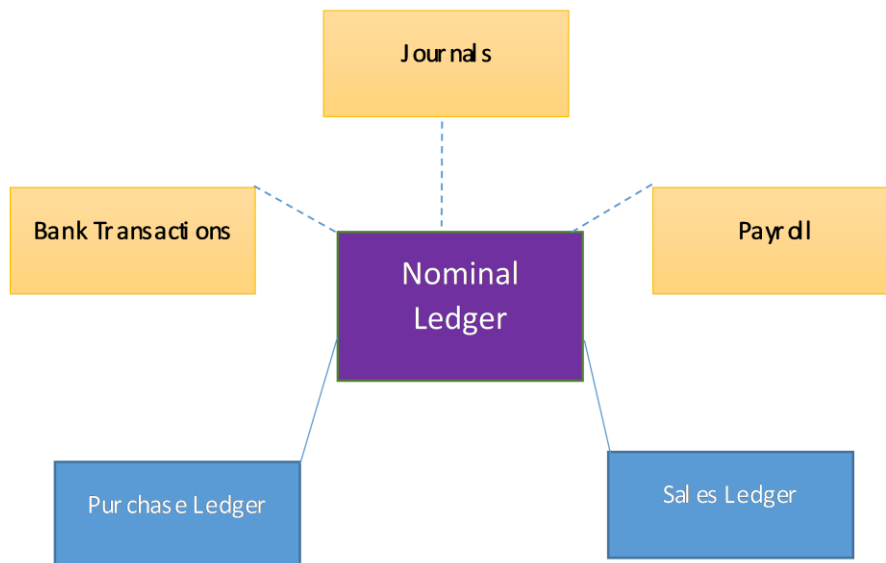 Journals
Bank Transactions
Payroll
Nominal
Ledger
Purchase Ledger
Sales Ledger